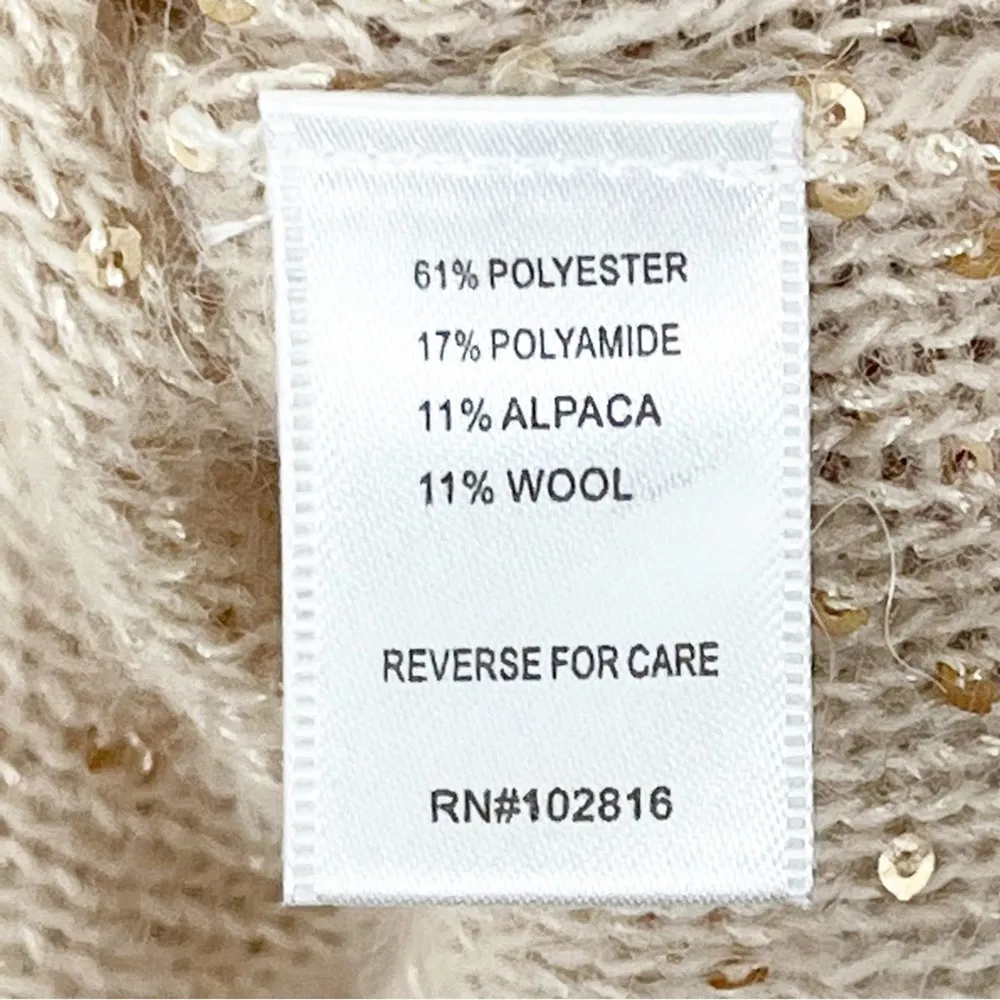 61% POLYESTER
17% POLYAMIDE
11% ALPACA
11% WOOL
REVERSE FOR CARE
RN#102816